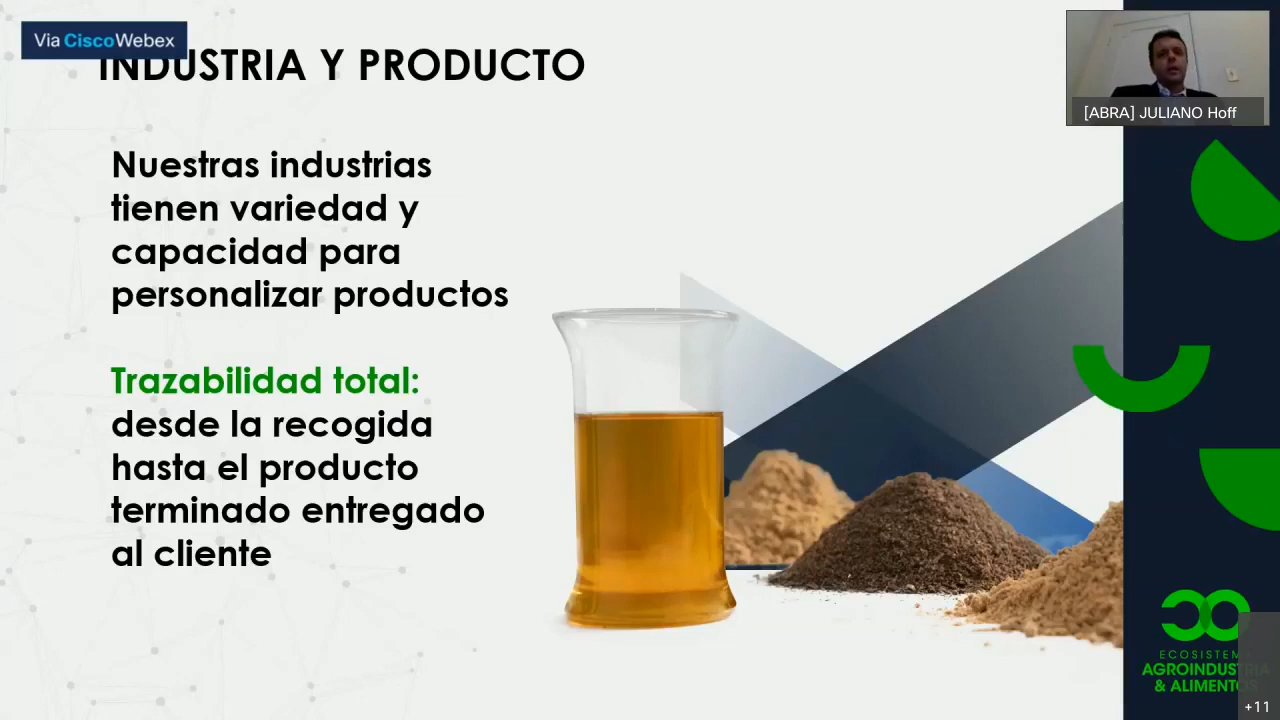 Via CiscoWebex
INDUSTRIA Y PRODUCTO
[ABRA] JULIANO Hoff
Nuestras industrias
tienen variedad y
capacidad para
personalizar productos
Trazabilidad total:
desde la recogida
hasta el producto
terminado entregado
al cliente
ECOSISTEMA
AGROINDUSTRIA
& ALIMENTOS
+11